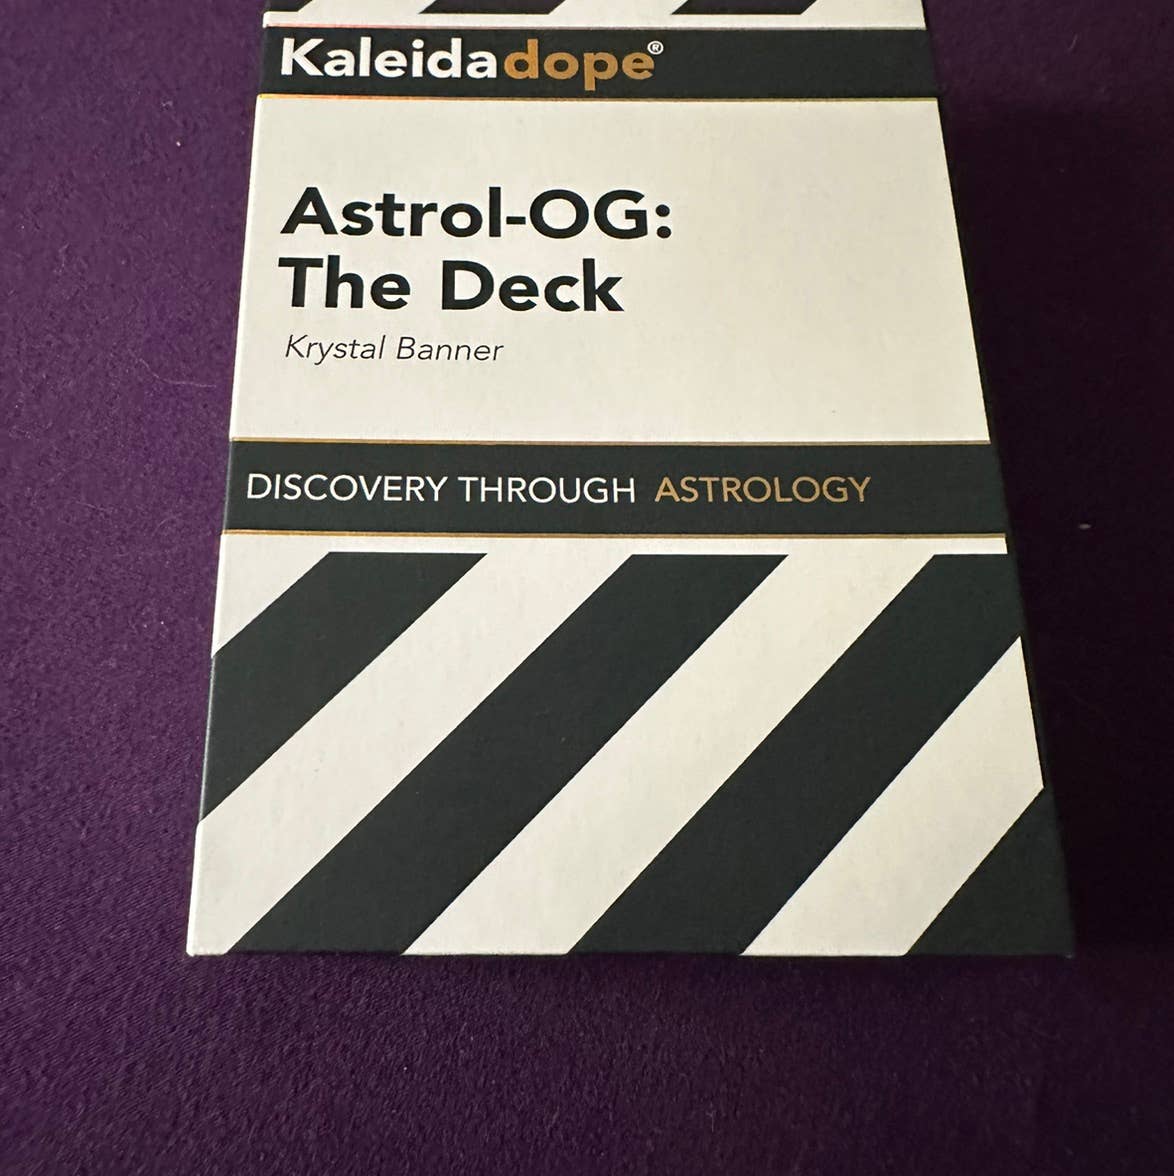 Kaleidadope®
Astrol-OG:
The Deck
Krystal Banner
DISCOVERY THROUGH ASTROLOGY